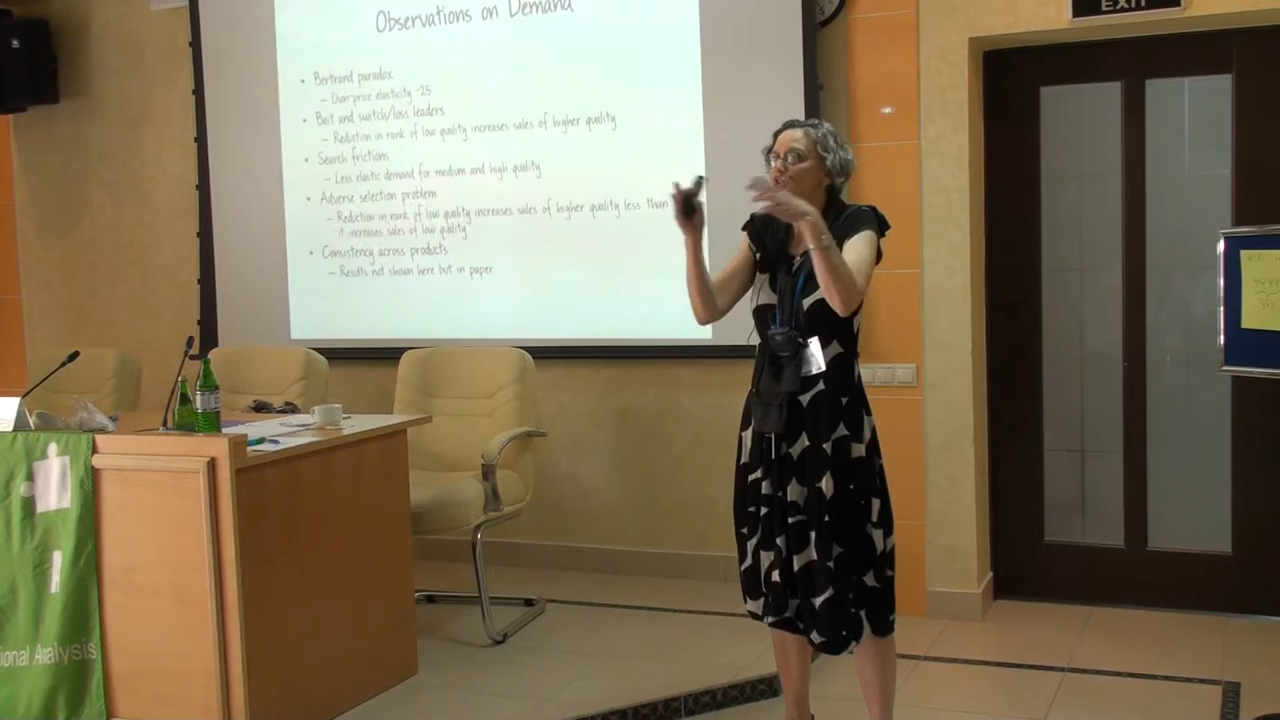 EXIT
Observations on Demand
• Bertrand paradox
– Own-price elasticity -25
• Bait and switch/loss leaders
– Reduction in rank of low quality increases sales of higher quality
• Search frictions
– Less elastic demand for medium and high quality
• Adverse selection problem
– Reduction in rank of low quality increases sales of higher quality less than
it increases sales of low quality
• Consistency across products
– Results not shown here but in paper
ional Analysis